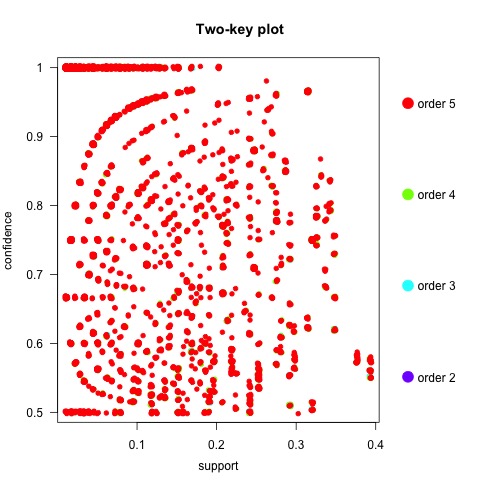 Two-key plot
1
0.9
0.8
0.7
0.6
0.5
confidence
0.1
0.2
0.3
0.4
support
order 5
order 4
order 3
order 2